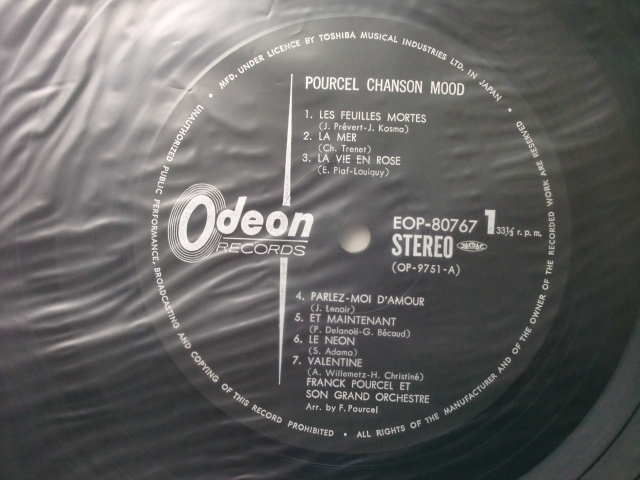 MFD. UNDER LICENCE BY TOSHIBA MUSICAL INDUSTRIES LTD. IN JAPAN
POURCEL CHANSON MOOD
1. LES FEUILLES MORTES
(J. Prévert-J. Kosma)
2. LA MER
(Ch. Trenet)
3. LA VIE EN ROSE
(E. Piaf-Louiguy)
Odeon
RECORDS
EOP-80767 1 33⅓ r.p.m.
STEREO
(OP-9751-A)
4. PARLEZ-MOI D'AMOUR
(J. Lenoir)
5. ET MAINTENANT
(P. Delanoë-G. Bécaud)
6. LE NEON
(S. Adamo)
7. VALENTINE
(A. Willemetz-H. Christiné)
FRANCK POURCEL ET
SON GRAND ORCHESTRE
Arr. by F. Pourcel
UNAUTHORIZED PUBLIC PERFORMANCE, BROADCASTING AND COPYING OF THIS RECORD PROHIBITED • ALL RIGHTS OF THE MANUFACTURER AND OF THE OWNER OF THE RECORDED WORK ARE RESERVED